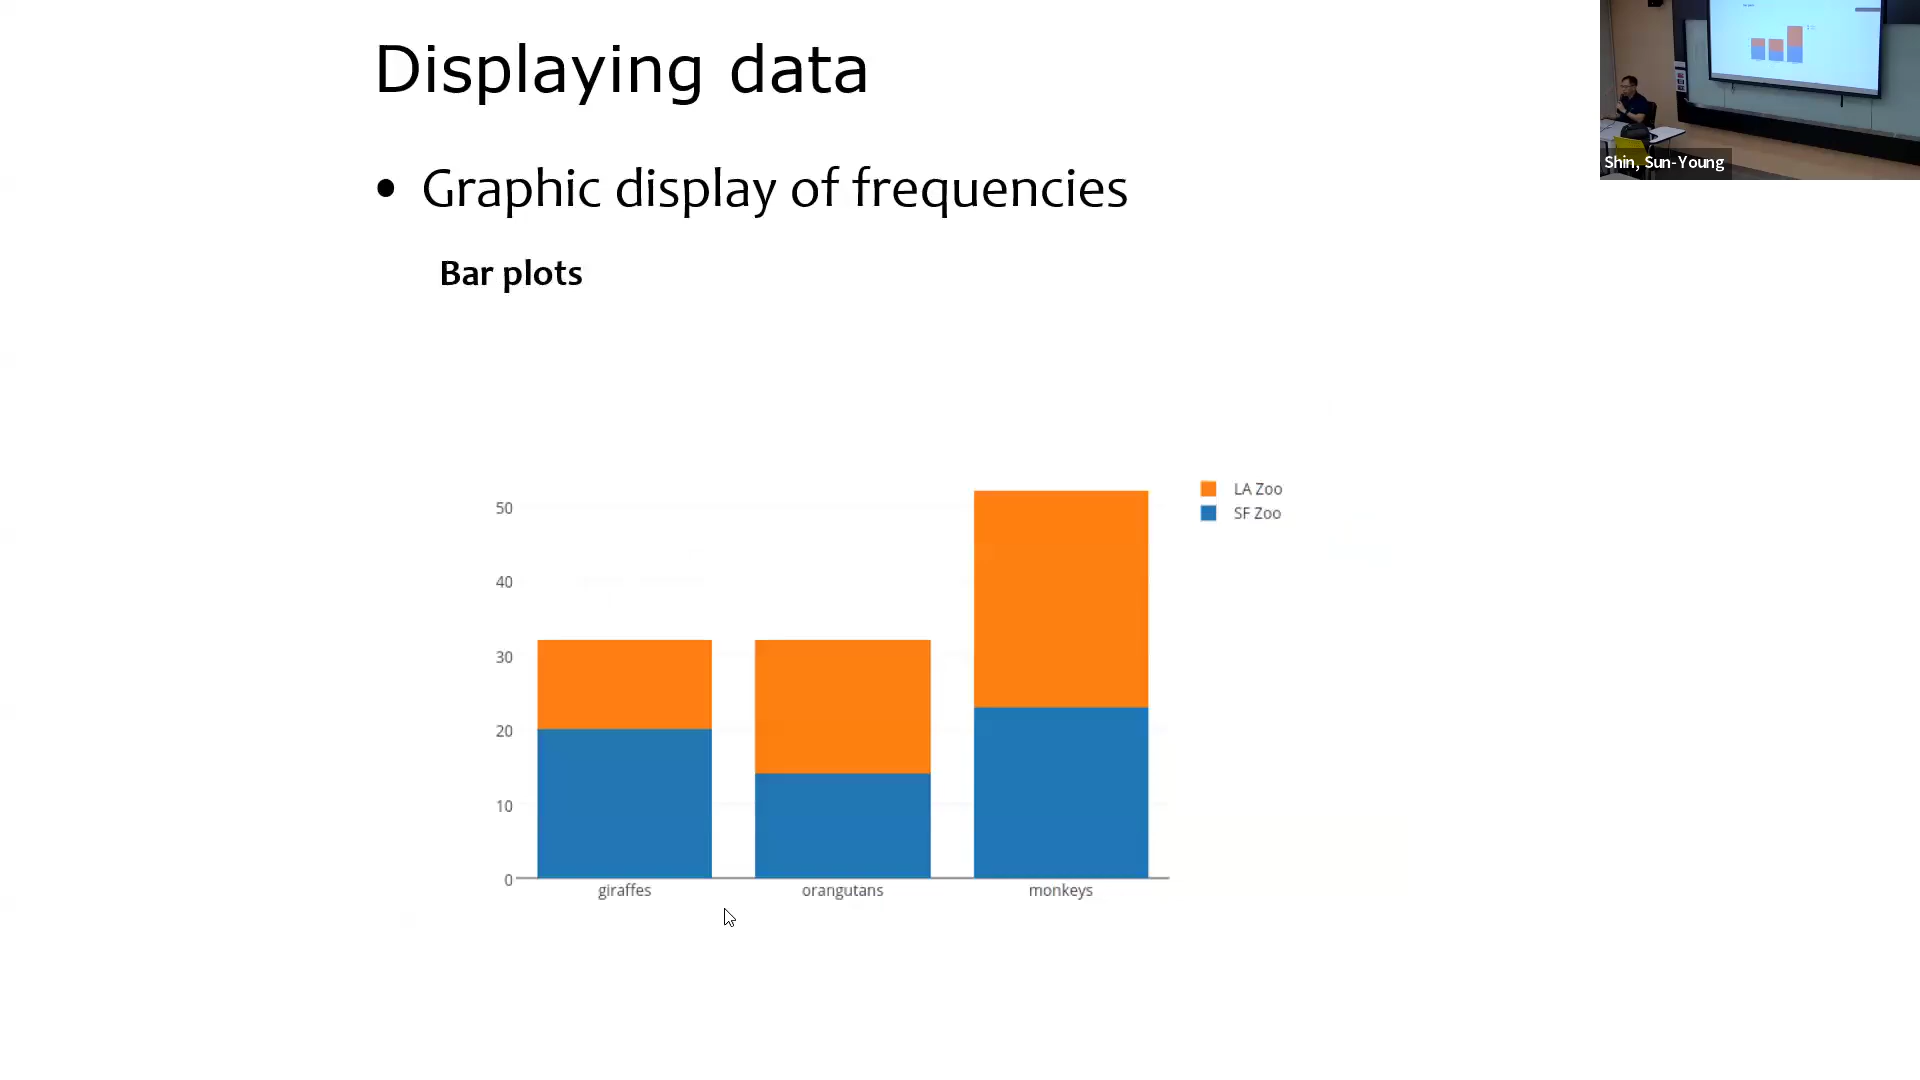 Displaying data
• Graphic display of frequencies
Bar plots
Shin, Sun-Young
LA Zoo
SF Zoo
50
40
30
20
10
0
giraffes
orangutans
monkeys